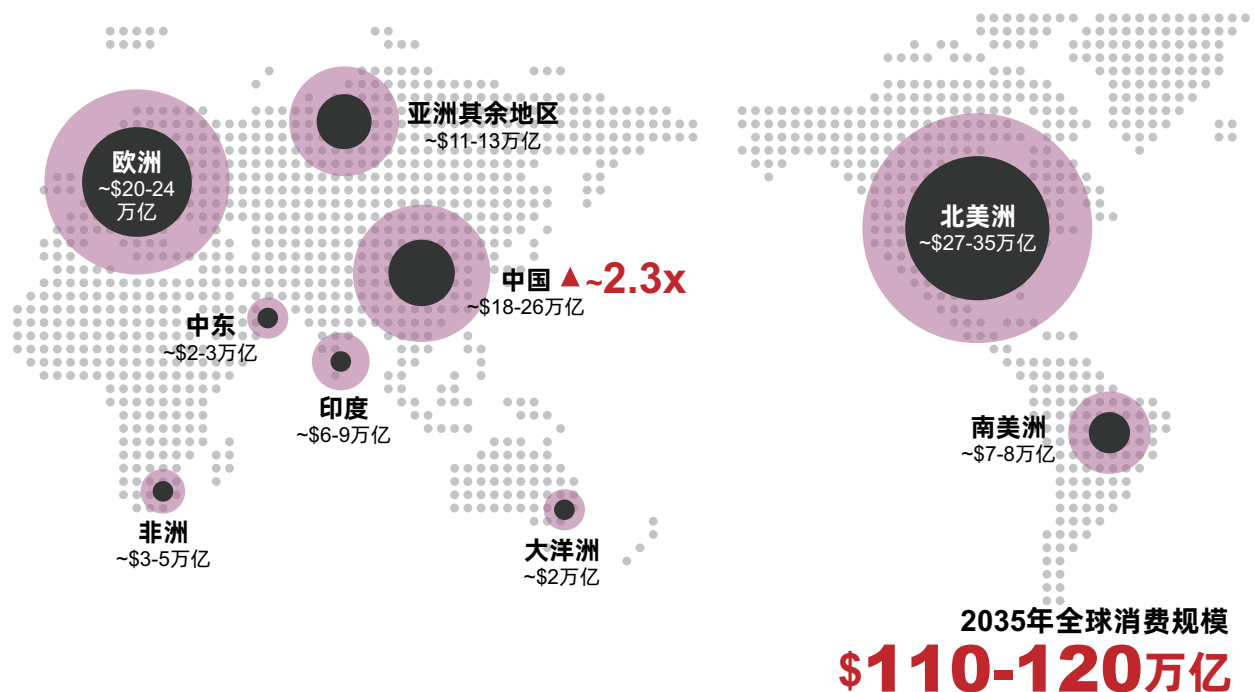 亚洲其余地区
~$11-13万亿
欧洲
~$20-24
万亿
北美洲
~$27-35万亿
中国 ▲~2.3x
~$18-26万亿
中东
~$2-3万亿
印度
~$6-9万亿
南美洲
~$7-8万亿
非洲
~$3-5万亿
大洋洲
~$2万亿
2035年全球消费规模
$110-120万亿